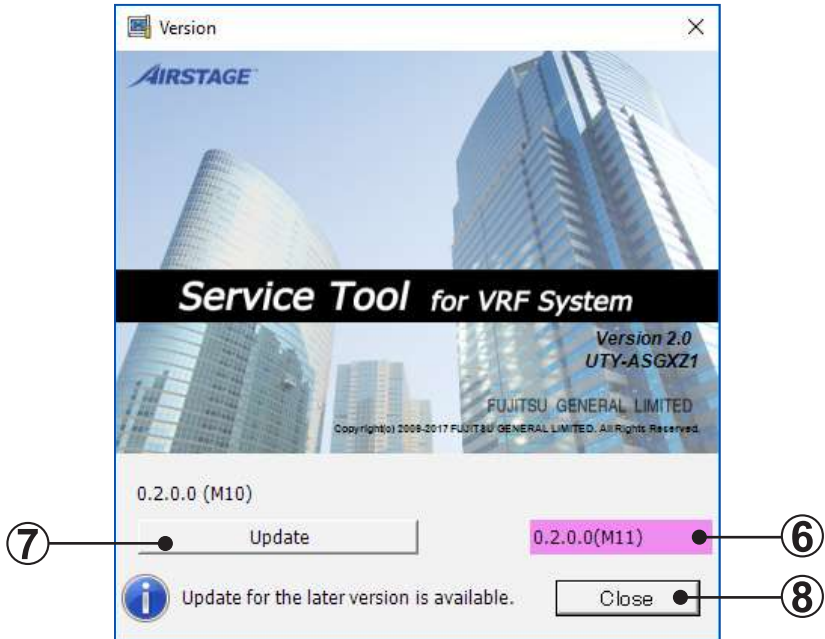 Version
AIRSTAGE
Service Tool for VRF System
Version 2.0
UTY-ASGXZ1
FUJITSU GENERAL LIMITED
Copyright(c) 2008-2017 FUJITSU GENERAL LIMITED. All Rights Reserved.
0.2.0.0 (M10)
⑦ Update 0.2.0.0(M11) ⑥
Update for the later version is available. Close ⑧